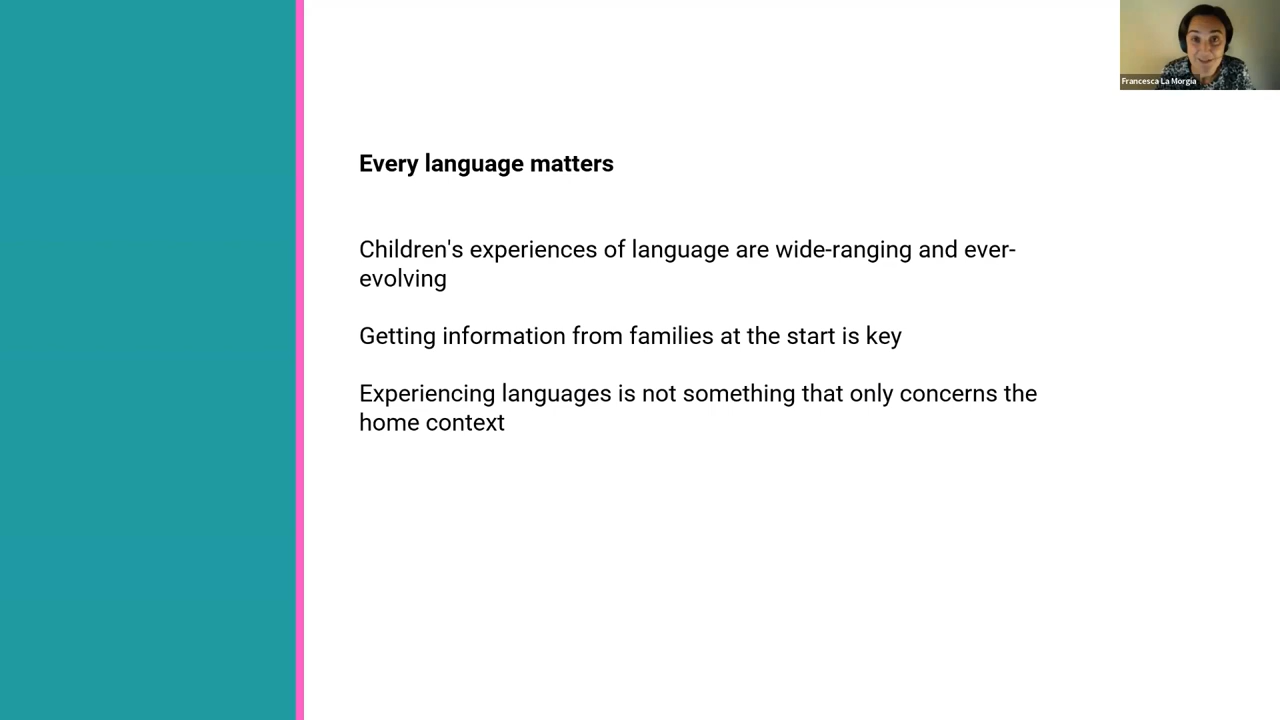 Francesca La Morgia
Every language matters
Children's experiences of language are wide-ranging and ever-
evolving
Getting information from families at the start is key
Experiencing languages is not something that only concerns the
home context